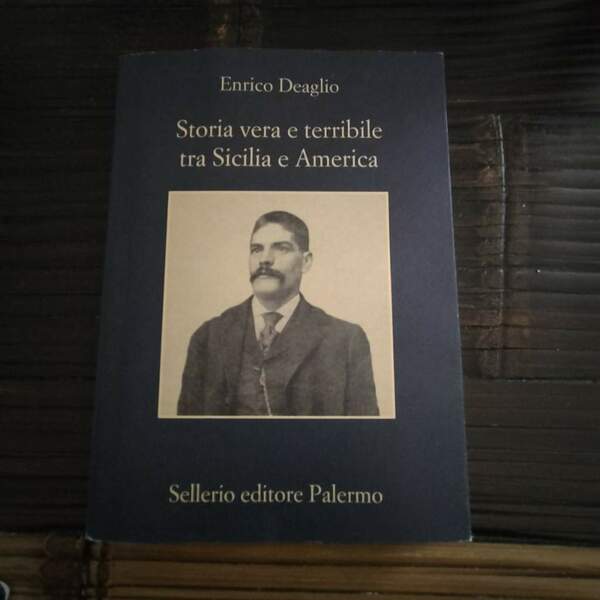 Enrico Deaglio
Storia vera e terribile
tra Sicilia e America
Sellerio editore Palermo